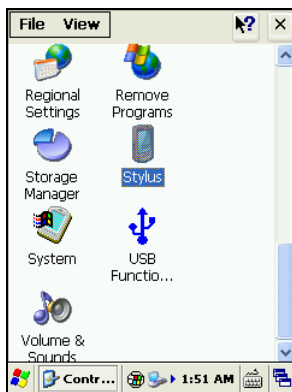 File View
Regional Remove
Settings Programs
Storage Stylus
Manager
System USB
Functio...
Volume &
Sounds
Contr... 1:51 AM